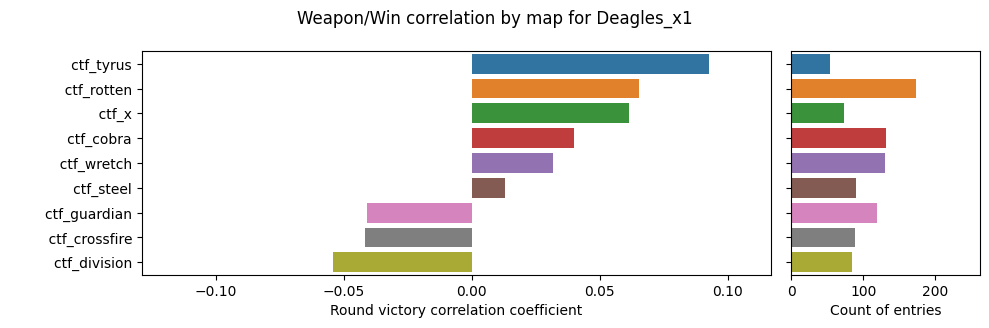 Weapon/Win correlation by map for Deagles_x1
ctf_tyrus
ctf_rotten
ctf_x
ctf_cobra
ctf_wretch
ctf_steel
ctf_guardian
ctf_crossfire
ctf_division
−0.10 −0.05 0.00 0.05 0.10
Round victory correlation coefficient
0 100 200
Count of entries